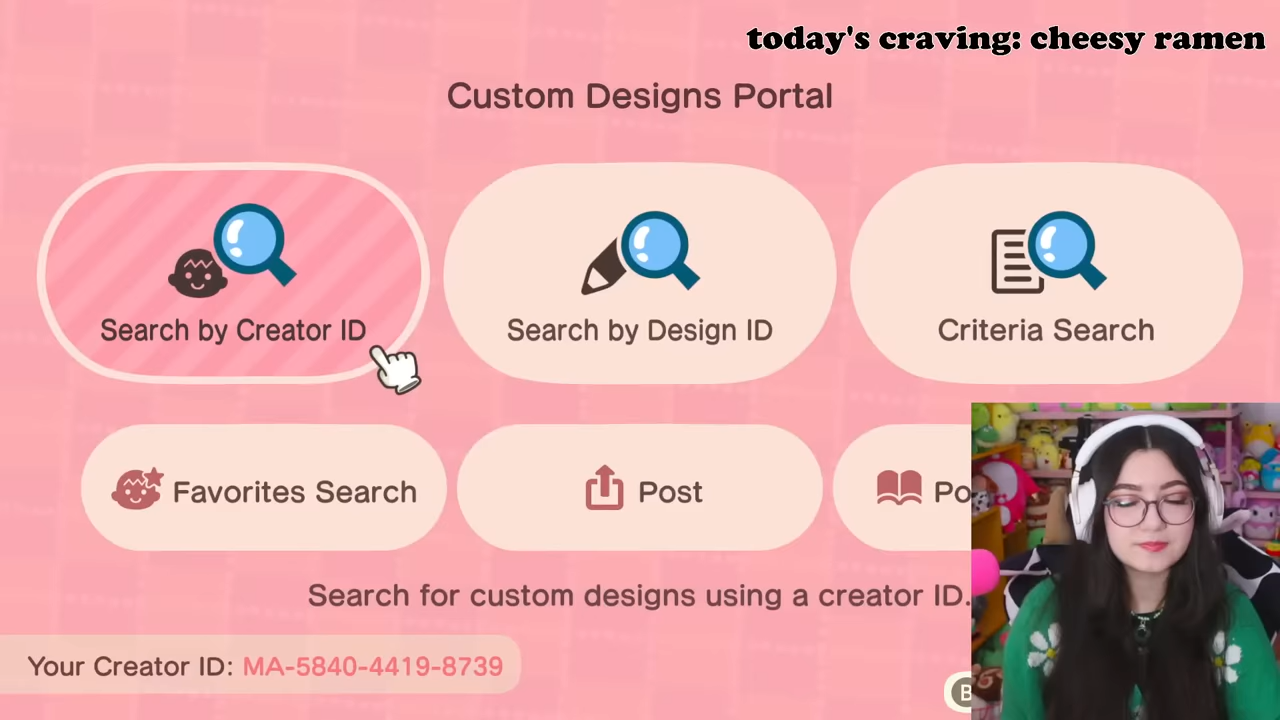 today's craving: cheesy ramen
Custom Designs Portal
Search by Creator ID
Search by Design ID
Criteria Search
Favorites Search
Post
Po
Search for custom designs using a creator ID.
Your Creator ID: MA-5840-4419-8739
B